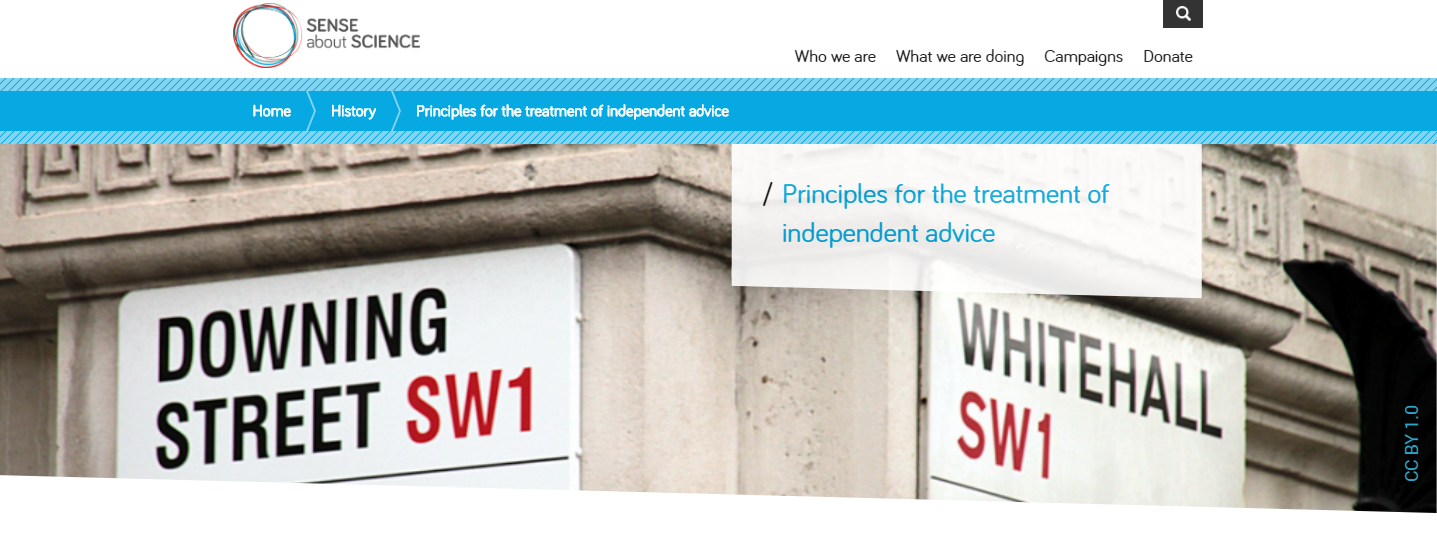 SENSE
about SCIENCE
Who we are What we are doing Campaigns Donate
Home History Principles for the treatment of independent advice
/ Principles for the treatment of
independent advice
DOWNING
STREET SW1
WHITEHALL
SW1
CC BY 1.0